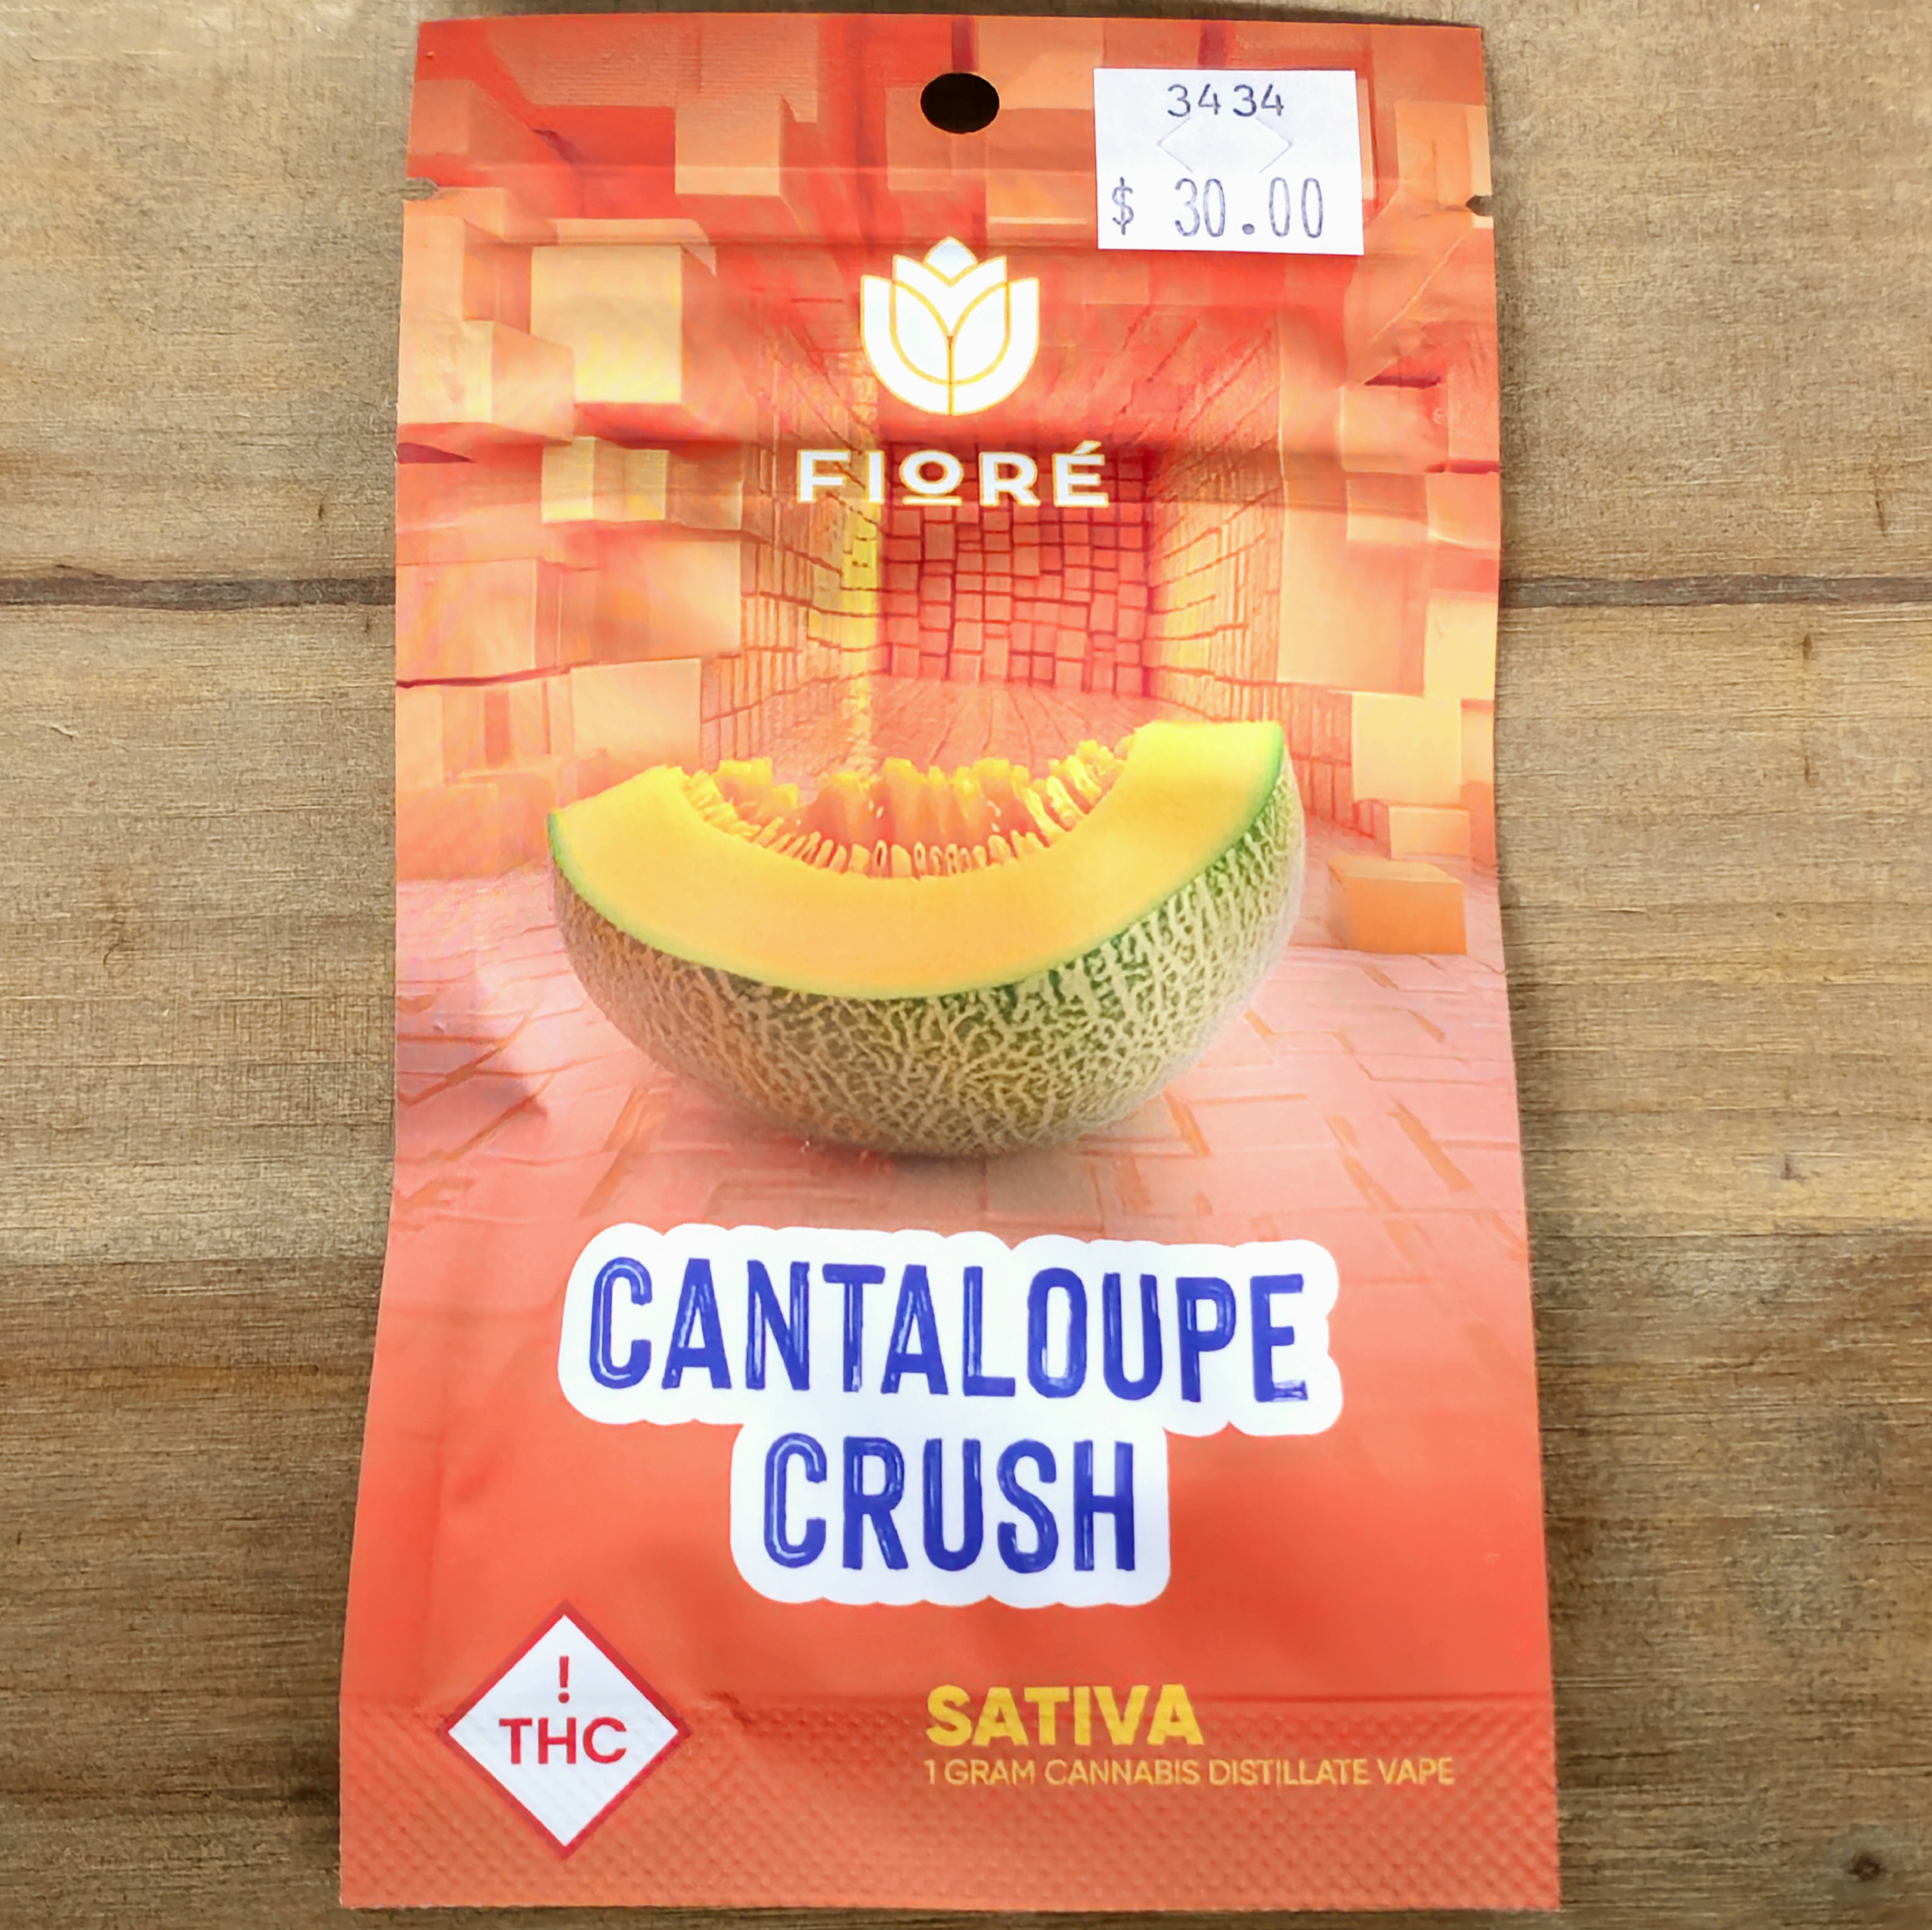 3434
$ 30.00
FIORÉ
CANTALOUPE
CRUSH
!
THC
SATIVA
1 GRAM CANNABIS DISTILLATE VAPE